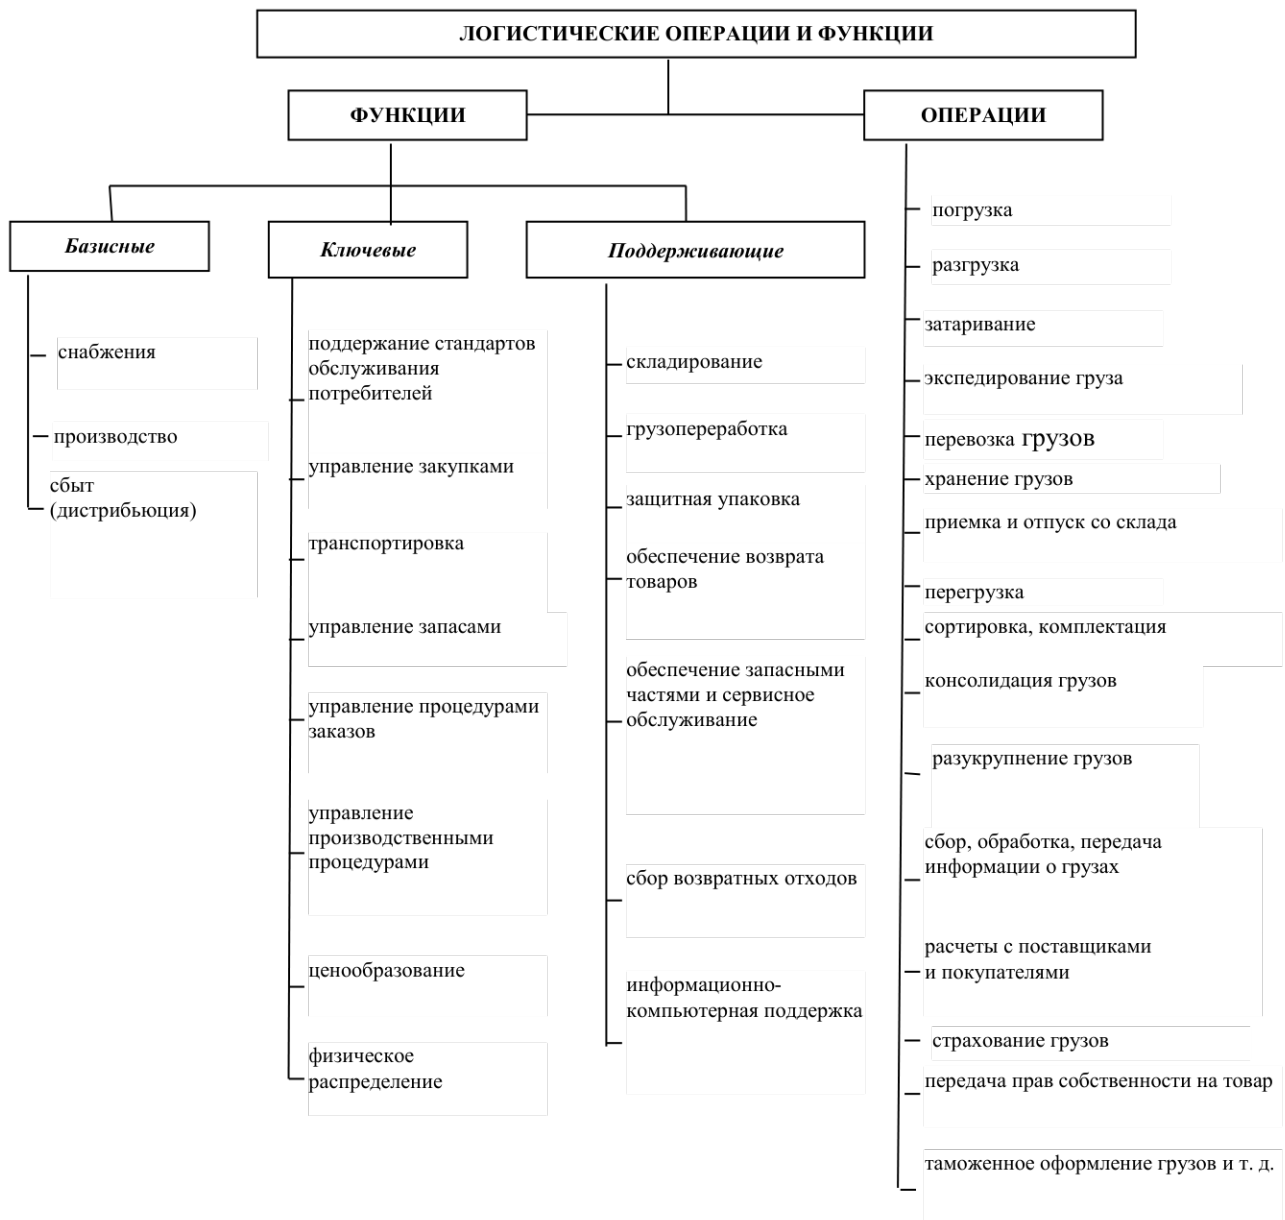 ЛОГИСТИЧЕСКИЕ ОПЕРАЦИИ И ФУНКЦИИ
ФУНКЦИИ
ОПЕРАЦИИ
Базисные
снабжения
производство
сбыт
(дистрибьюция)
Ключевые
поддержание стандартов
обслуживания
потребителей
управление закупками
транспортировка
управление запасами
управление процедурами
заказов
управление
производственными
процедурами
ценообразование
физическое
распределение
Поддерживающие
складирование
грузопереработка
защитная упаковка
обеспечение возврата
товаров
обеспечение запасными
частями и сервисное
обслуживание
сбор возвратных отходов
информационно-
компьютерная поддержка
погрузка
разгрузка
затаривание
экспедирование груза
перевозка грузов
хранение грузов
приемка и отпуск со склада
перегрузка
сортировка, комплектация
консолидация грузов
разукрупнение грузов
сбор, обработка, передача
информации о грузах
расчеты с поставщиками
и покупателями
страхование грузов
передача прав собственности на товар
таможенное оформление грузов и т. д.